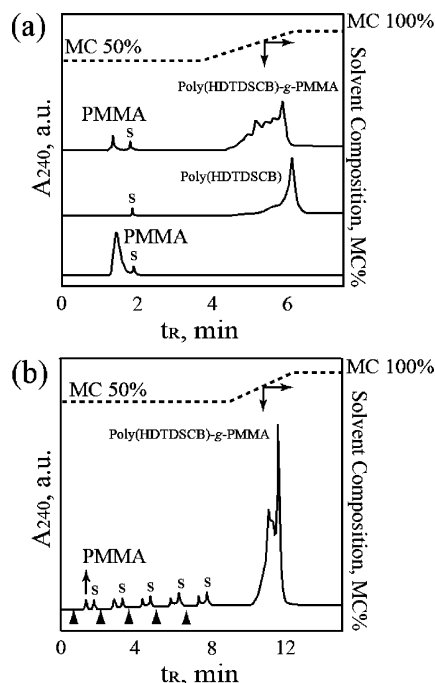 (a)
MC 50%
MC 100%
Poly(HDTDSCB)-g-PMMA
PMMA
s
Poly(HDTDSCB)
s
PMMA
s
A240, a.u.
Solvent Composition, MC%
0 2 4 6
tR, min
(b)
MC 50%
MC 100%
Poly(HDTDSCB)-g-PMMA
PMMA
s s s s s
A240, a.u.
Solvent Composition, MC%
0 4 8 12
tR, min